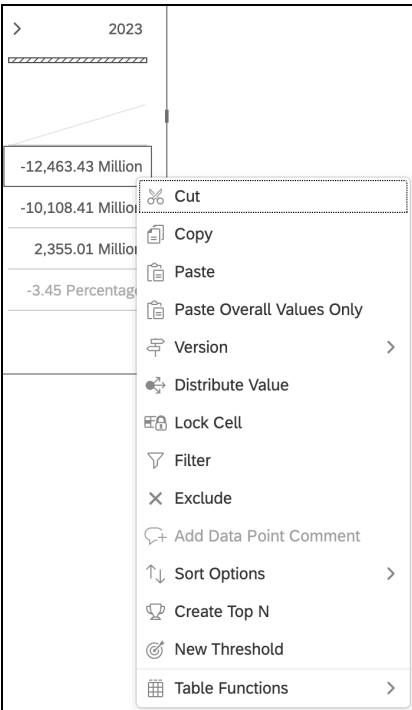 2023
-12,463.43 Million
Cut
-10,108.41 Million
Copy
2,355.01 Million
Paste
-3.45 Percentage
Paste Overall Values Only
Version
Distribute Value
Lock Cell
Filter
Exclude
Add Data Point Comment
Sort Options
Create Top N
New Threshold
Table Functions